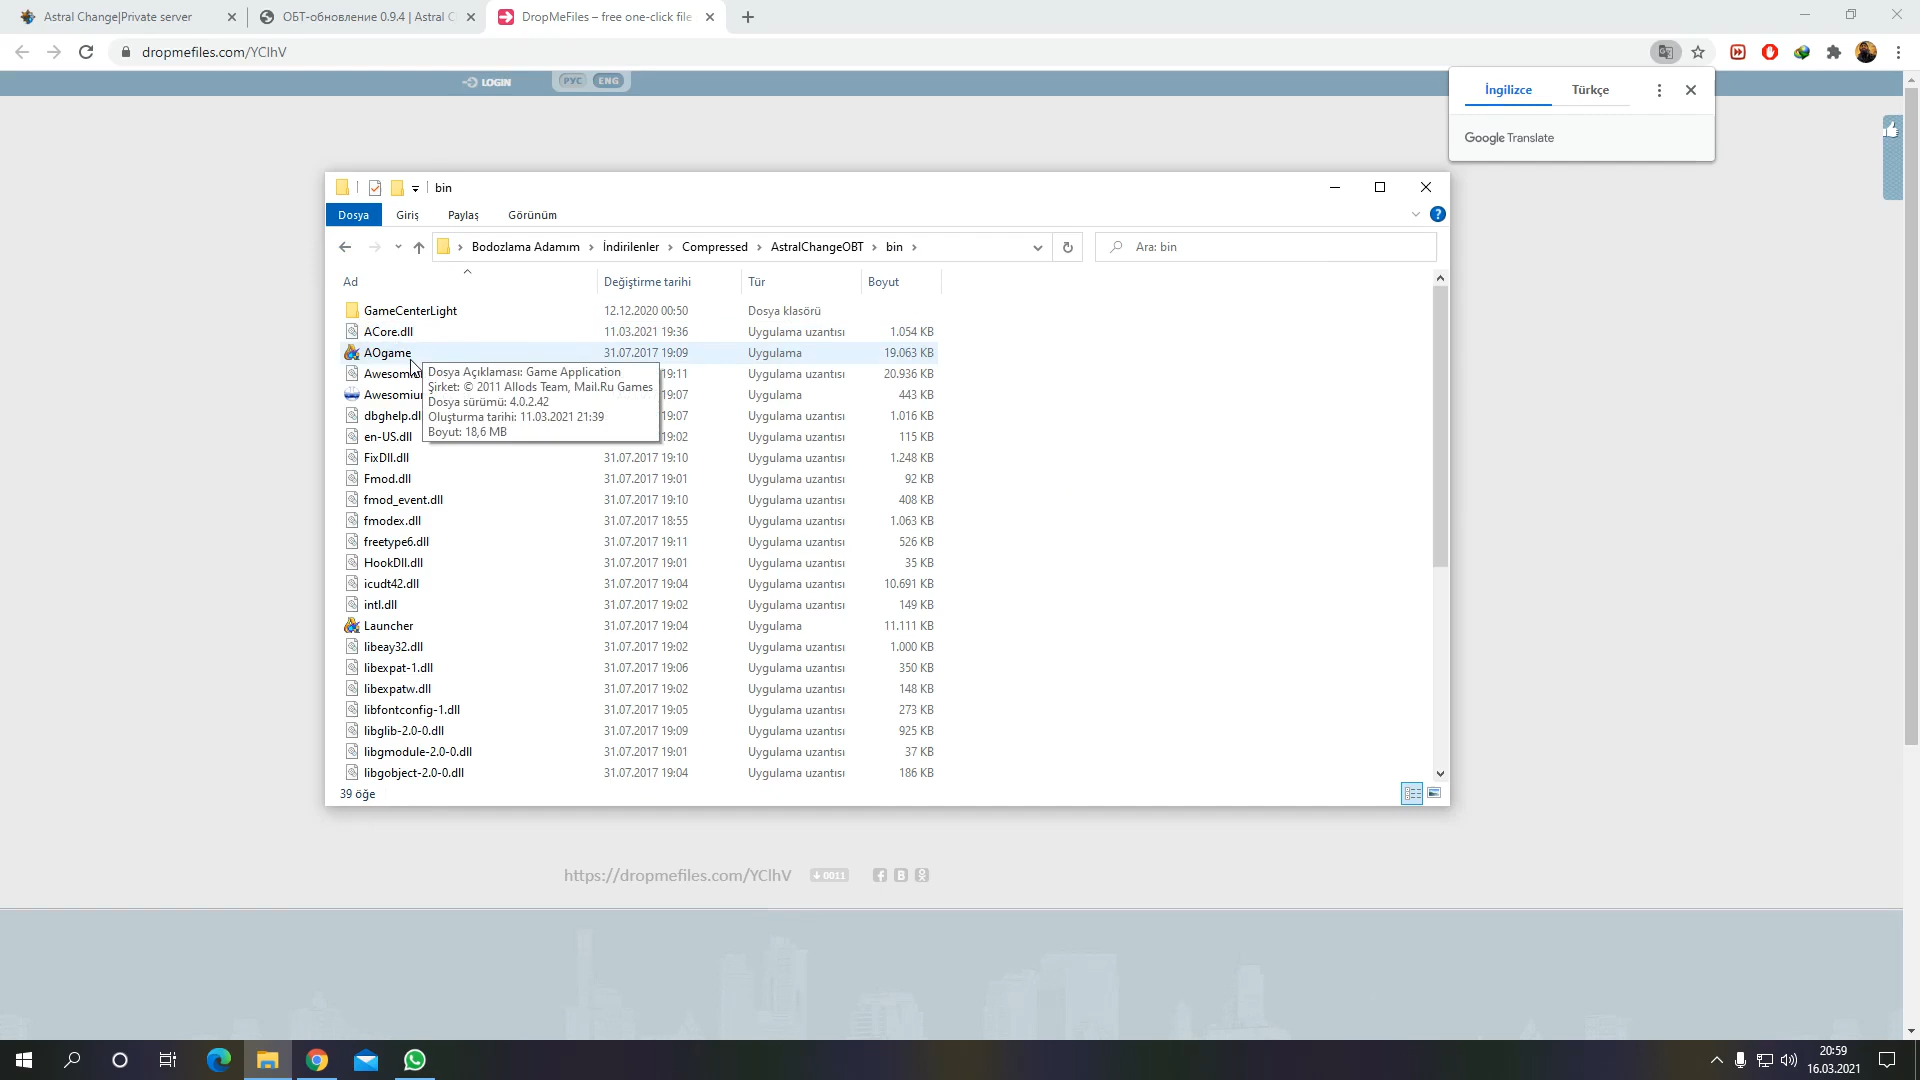 Astral Change|Private server
ОБТ-обновление 0.9.4 | Astral C
DropMeFiles – free one-click file
dropmefiles.com/YClhV
LOGIN
РУС ENG
İngilizce Türkçe
Google Translate
bin
Dosya Giriş Paylaş Görünüm
Bodozlama Adamım İndirilenler Compressed AstralChangeOBT bin
Ara: bin
Ad Değiştirme tarihi Tür Boyut
GameCenterLight 12.12.2020 00:50 Dosya klasörü
ACore.dll 11.03.2021 19:36 Uygulama uzantısı 1.054 KB
AOgame 31.07.2017 19:09 Uygulama 19.063 KB
Awesomi 19:11 Uygulama uzantısı 20.936 KB
Awesomiu 19:07 Uygulama 443 KB
dbghelp.dl 19:07 Uygulama uzantısı 1.016 KB
en-US.dll 19:02 Uygulama uzantısı 115 KB
Dosya Açıklaması: Game Application
Şirket: © 2011 Allods Team, Mail.Ru Games
Dosya sürümü: 4.0.2.42
Oluşturma tarihi: 11.03.2021 21:39
Boyut: 18,6 MB
FixDll.dll 31.07.2017 19:10 Uygulama uzantısı 1.248 KB
Fmod.dll 31.07.2017 19:01 Uygulama uzantısı 92 KB
fmod_event.dll 31.07.2017 19:10 Uygulama uzantısı 408 KB
fmodex.dll 31.07.2017 18:55 Uygulama uzantısı 1.063 KB
freetype6.dll 31.07.2017 19:11 Uygulama uzantısı 526 KB
HookDll.dll 31.07.2017 19:01 Uygulama uzantısı 35 KB
icudt42.dll 31.07.2017 19:04 Uygulama uzantısı 10.691 KB
intl.dll 31.07.2017 19:02 Uygulama uzantısı 149 KB
Launcher 31.07.2017 19:04 Uygulama 11.111 KB
libeay32.dll 31.07.2017 19:02 Uygulama uzantısı 1.000 KB
libexpat-1.dll 31.07.2017 19:06 Uygulama uzantısı 350 KB
libexpatw.dll 31.07.2017 19:02 Uygulama uzantısı 148 KB
libfontconfig-1.dll 31.07.2017 19:05 Uygulama uzantısı 273 KB
libglib-2.0-0.dll 31.07.2017 19:09 Uygulama uzantısı 925 KB
libgmodule-2.0-0.dll 31.07.2017 19:01 Uygulama uzantısı 37 KB
libgobject-2.0-0.dll 31.07.2017 19:04 Uygulama uzantısı 186 KB
39 öğe
https://dropmefiles.com/YClhV 0011
20:59
16.03.2021